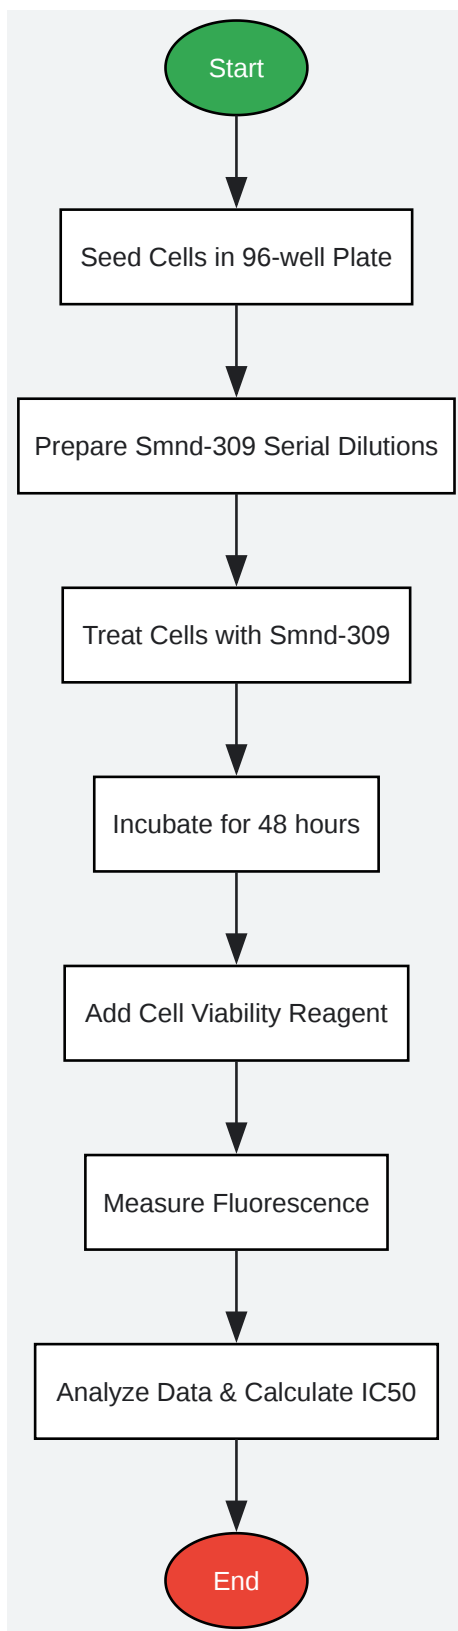 Start
Seed Cells in 96-well Plate
Prepare Smnd-309 Serial Dilutions
Treat Cells with Smnd-309
Incubate for 48 hours
Add Cell Viability Reagent
Measure Fluorescence
Analyze Data & Calculate IC50
End